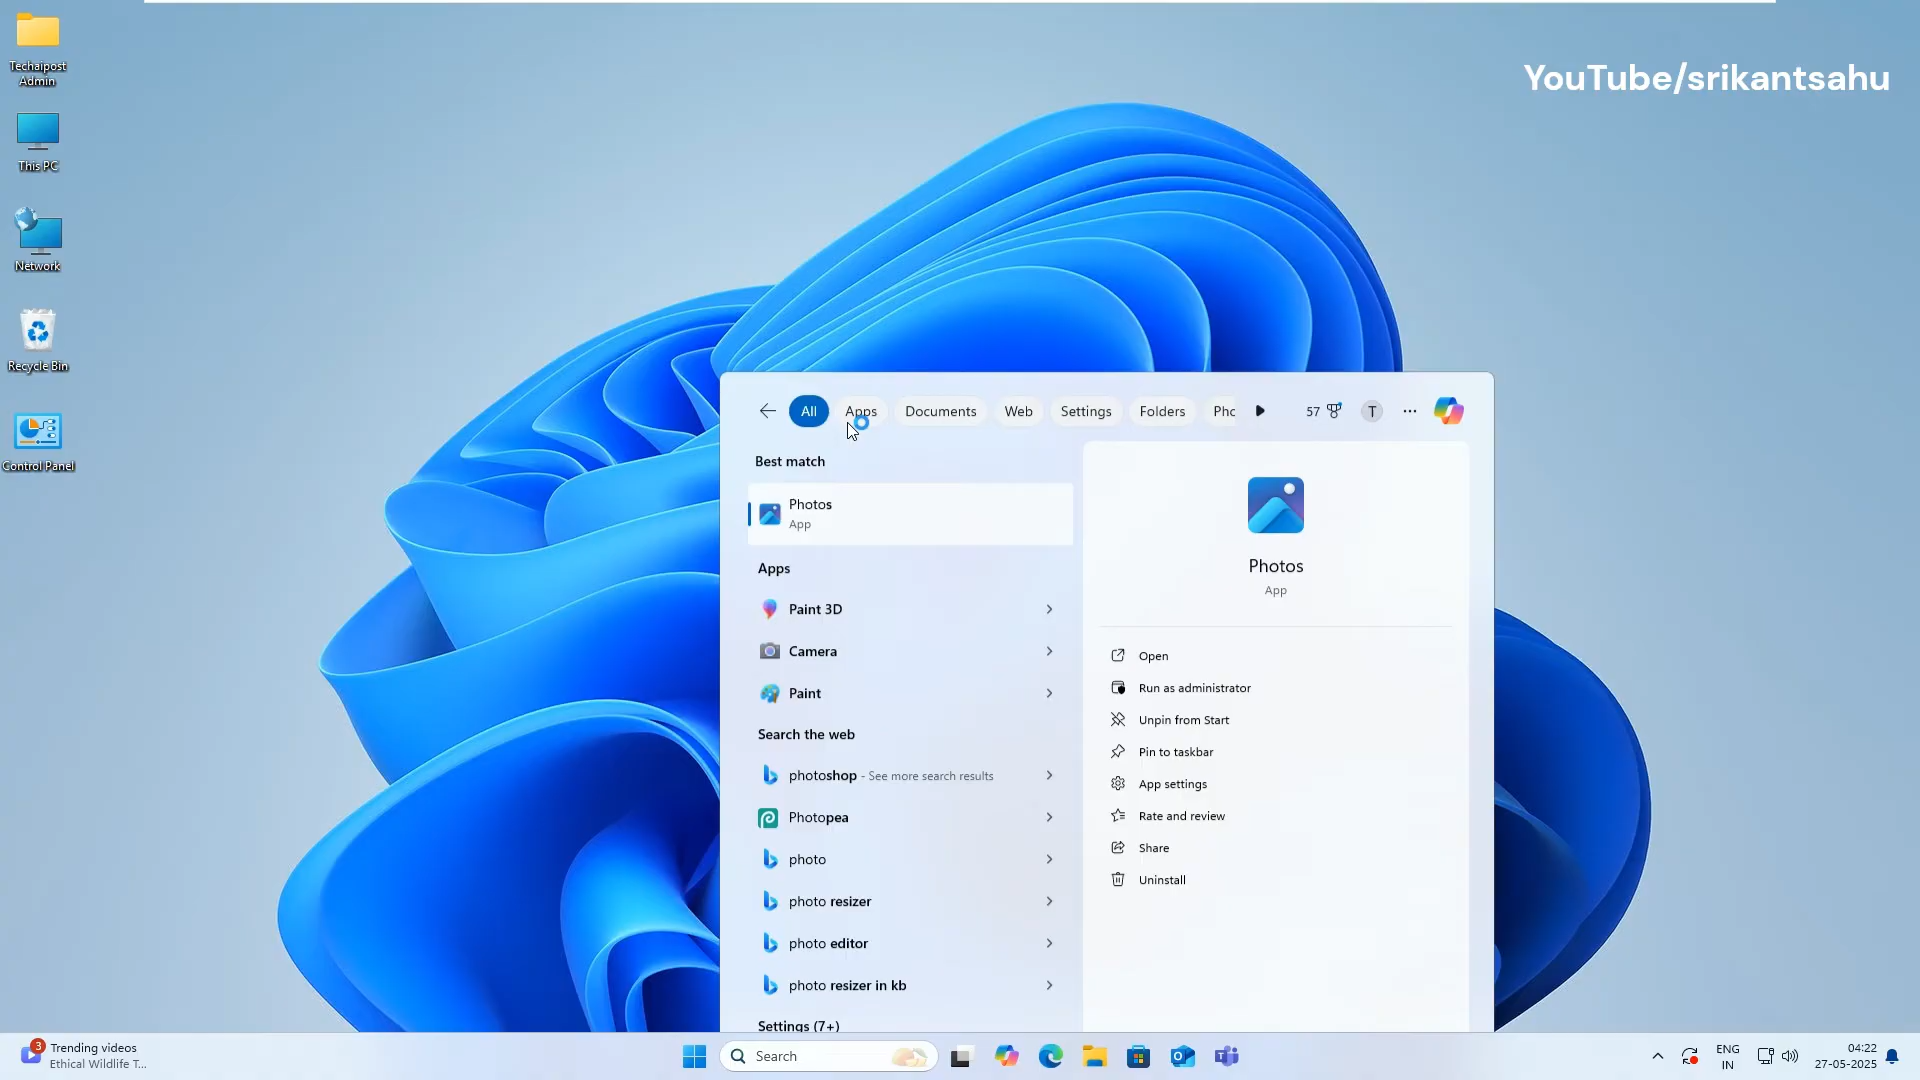 Techaipost
Admin
This PC
Network
Recycle Bin
Control Panel
YouTube/srikantsahu
All
Apps
Documents
Web
Settings
Folders
Phc
57
T
Best match
Photos
App
Apps
Paint 3D
Camera
Paint
Search the web
photoshop - See more search results
Photopea
photo
photo resizer
photo editor
photo resizer in kb
Settings (7+)
Photos
App
Open
Run as administrator
Unpin from Start
Pin to taskbar
App settings
Rate and review
Share
Uninstall
3
Trending videos
Ethical Wildlife T...
Search
ENG
IN
04:22
27-05-2025